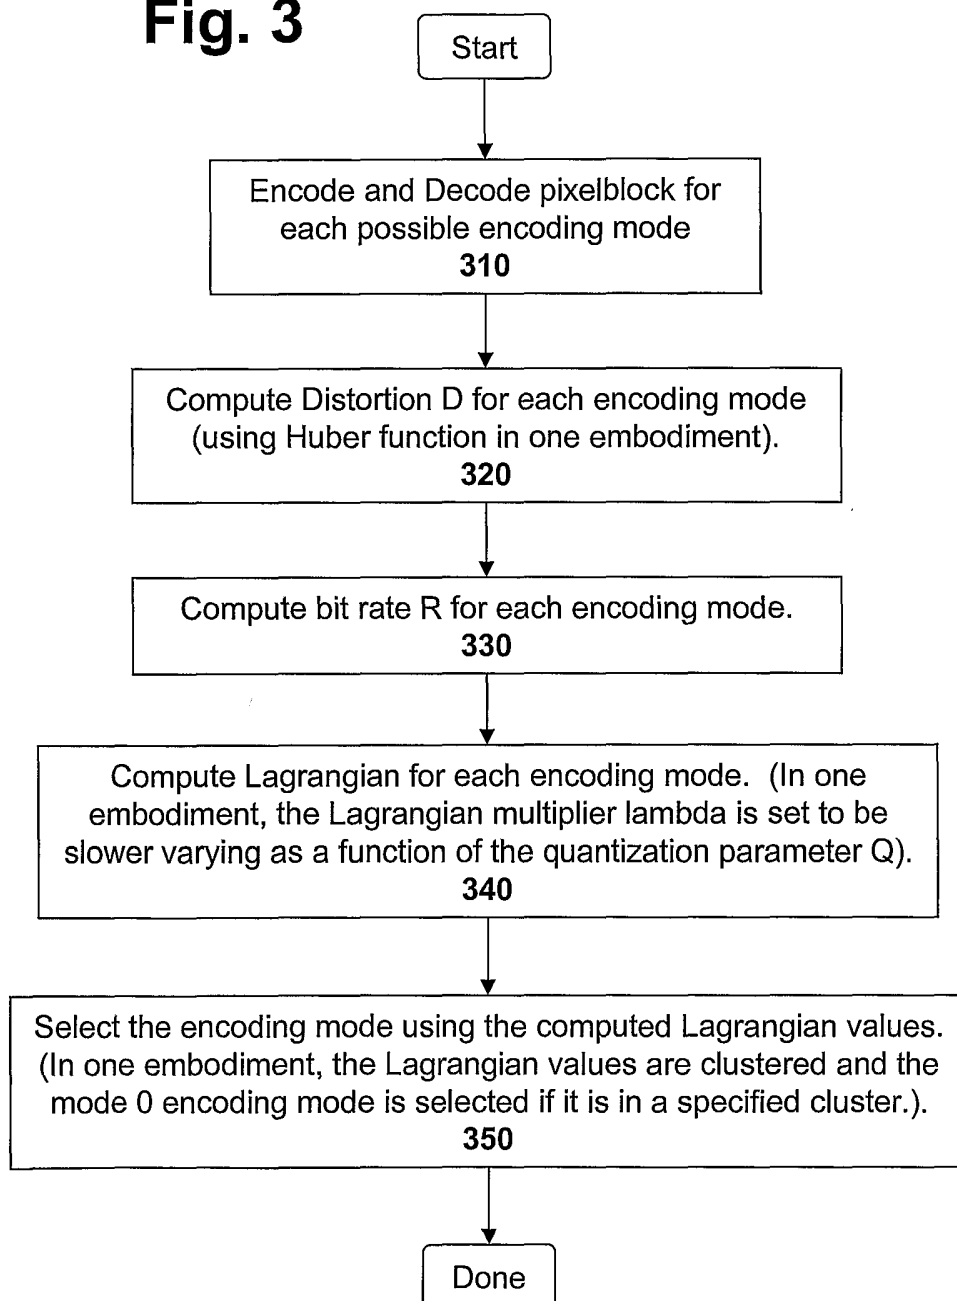 Fig. 3
Start
Encode and Decode pixelblock for
each possible encoding mode
310
Compute Distortion D for each encoding mode
(using Huber function in one embodiment).
320
Compute bit rate R for each encoding mode.
330
Compute Lagrangian for each encoding mode. (In one
embodiment, the Lagrangian multiplier lambda is set to be
slower varying as a function of the quantization parameter Q).
340
Select the encoding mode using the computed Lagrangian values.
(In one embodiment, the Lagrangian values are clustered and the
mode 0 encoding mode is selected if it is in a specified cluster.).
350
Done